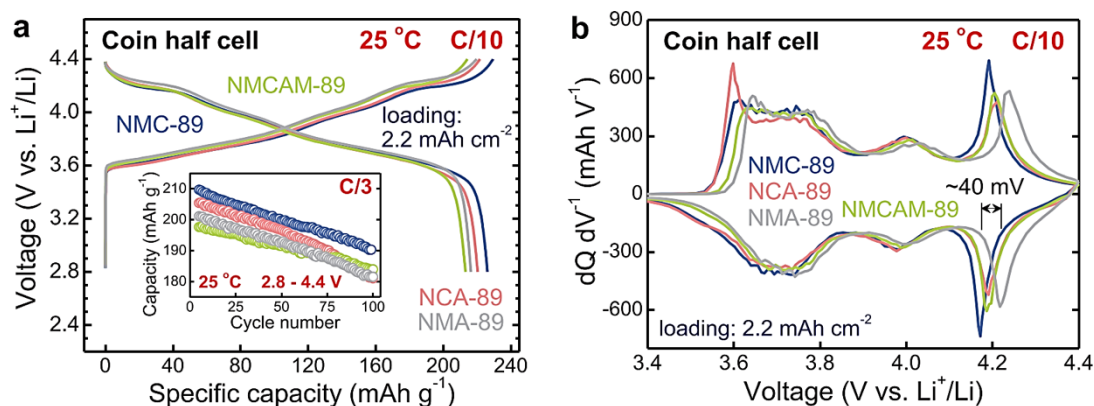 a
Coin half cell
25 °C C/10
NMCAM-89
NMC-89
loading:
2.2 mAh cm⁻²
C/3
25 °C 2.8 - 4.4 V
Capacity (mAh g⁻¹)
210
200
190
180
0 25 50 75 100
Cycle number
NCA-89
NMA-89
Voltage (V vs. Li⁺/Li)
4.4
4.0
3.6
3.2
2.8
2.4
0 40 80 120 160 200 240
Specific capacity (mAh g⁻¹)
b
Coin half cell
25 °C C/10
NMC-89
NCA-89
NMA-89
NMCAM-89
~40 mV
loading: 2.2 mAh cm⁻²
dQ dV⁻¹ (mAh V⁻¹)
900
600
300
0
-300
-600
3.4 3.6 3.8 4.0 4.2 4.4
Voltage (V vs. Li⁺/Li)